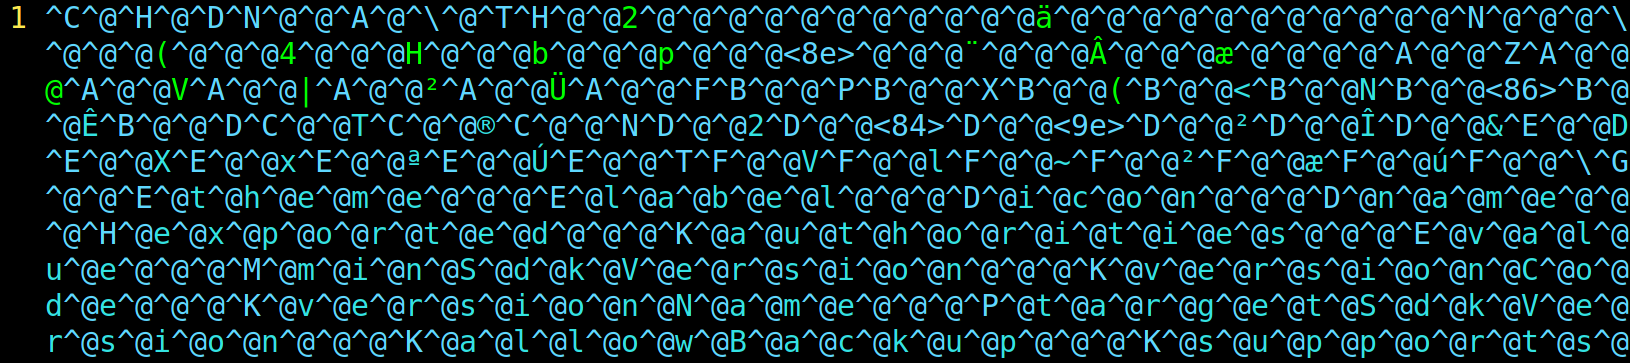 1 ^C^@^H^@^D^N^@^@^A^@^\^@^T^H^@^@2^@^@^@^@^@^@^@^@^@^@^@ä^@^@^@^@^@^@^@^@^@^@^@^N^@^@^@^\
^@^@^@(^@^@^@4^@^@^@H^@^@^@b^@^@^@p^@^@^@<8e>^@^@^@¨^@^@^@Â^@^@^@æ^@^@^@^@^A^@^@^Z^A^@^@
@^A^@^@V^A^@^@|^A^@^@²^A^@^@Ü^A^@^@^F^B^@^@^P^B^@^@^X^B^@^@(^B^@^@<^B^@^@N^B^@^@<86>^B^@
^@Ê^B^@^@^D^C^@^@^T^C^@^@®^C^@^@^N^D^@^@2^D^@^@<84>^D^@^@<9e>^D^@^@²^D^@^@Î^D^@^@&^E^@^@D
^E^@^@X^E^@^@x^E^@^@ª^E^@^@Ú^E^@^@^T^F^@^@V^F^@^@l^F^@^@~^F^@^@²^F^@^@æ^F^@^@ú^F^@^@^\^G
^@^@^E^@t^@h^@e^@m^@e^@^@^@^E^@l^@a^@b^@e^@l^@^@^@^D^@i^@c^@o^@n^@^@^@^D^@n^@a^@m^@e^@^@
^@^H^@e^@x^@p^@o^@r^@t^@e^@d^@^@^@^K^@a^@u^@t^@h^@o^@r^@i^@t^@i^@e^@s^@^@^@^E^@v^@a^@l^@
u^@e^@^@^@^M^@m^@i^@n^@S^@d^@k^@V^@e^@r^@s^@i^@o^@n^@^@^@^K^@v^@e^@r^@s^@i^@o^@n^@C^@o^@
d^@e^@^@^@^K^@v^@e^@r^@s^@i^@o^@n^@N^@a^@m^@e^@^@^@^P^@t^@a^@r^@g^@e^@t^@S^@d^@k^@V^@e^@
r^@s^@i^@o^@n^@^@^@^K^@a^@l^@l^@o^@w^@B^@a^@c^@k^@u^@p^@^@^@^K^@s^@u^@p^@p^@o^@r^@t^@s^@